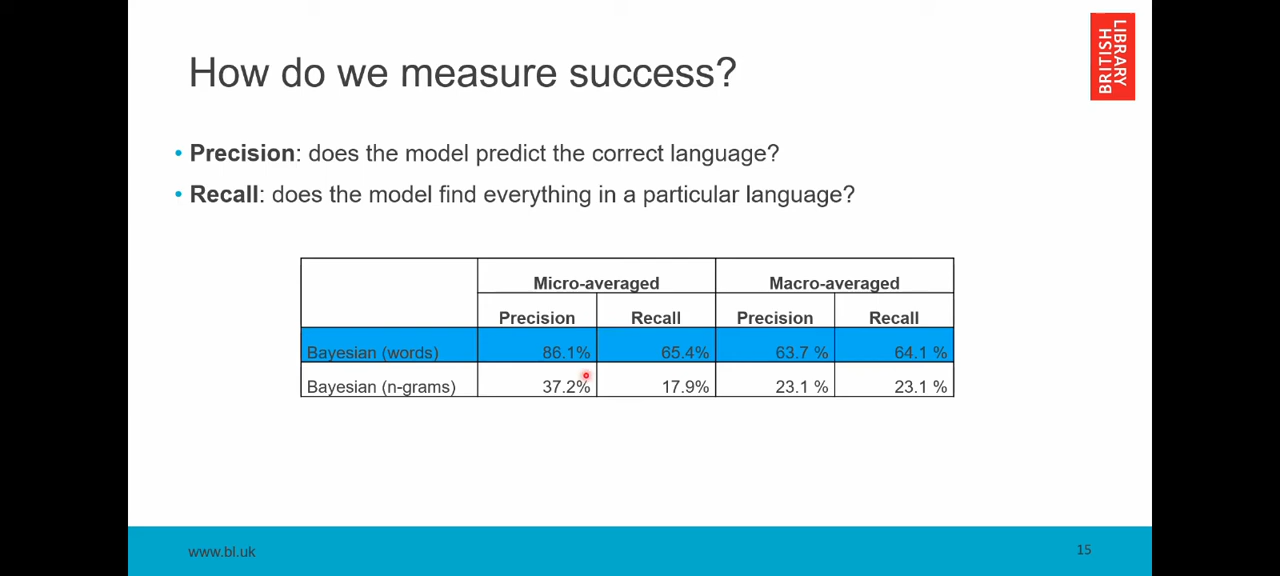 LIBRARY
BRITISH
How do we measure success?
• Precision: does the model predict the correct language?
• Recall: does the model find everything in a particular language?
Micro-averaged Macro-averaged
Precision Recall Precision Recall
Bayesian (words) 86.1% 65.4% 63.7 % 64.1 %
Bayesian (n-grams) 37.2% 17.9% 23.1 % 23.1 %
www.bl.uk 15